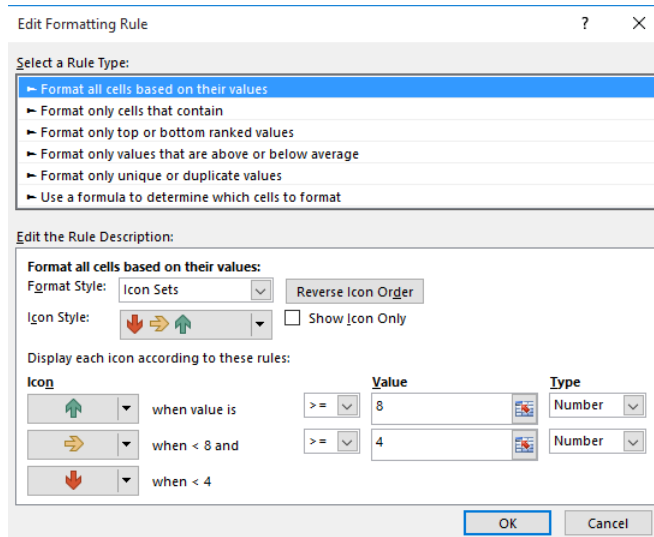 Edit Formatting Rule ?
Select a Rule Type:
► Format all cells based on their values
► Format only cells that contain
► Format only top or bottom ranked values
► Format only values that are above or below average
► Format only unique or duplicate values
► Use a formula to determine which cells to format
Edit the Rule Description:
Format all cells based on their values:
Format Style: Icon Sets Reverse Icon Order
Icon Style: Show Icon Only
Display each icon according to these rules:
Icon Value Type
when value is >= 8 Number
when < 8 and >= 4 Number
when < 4
OK Cancel